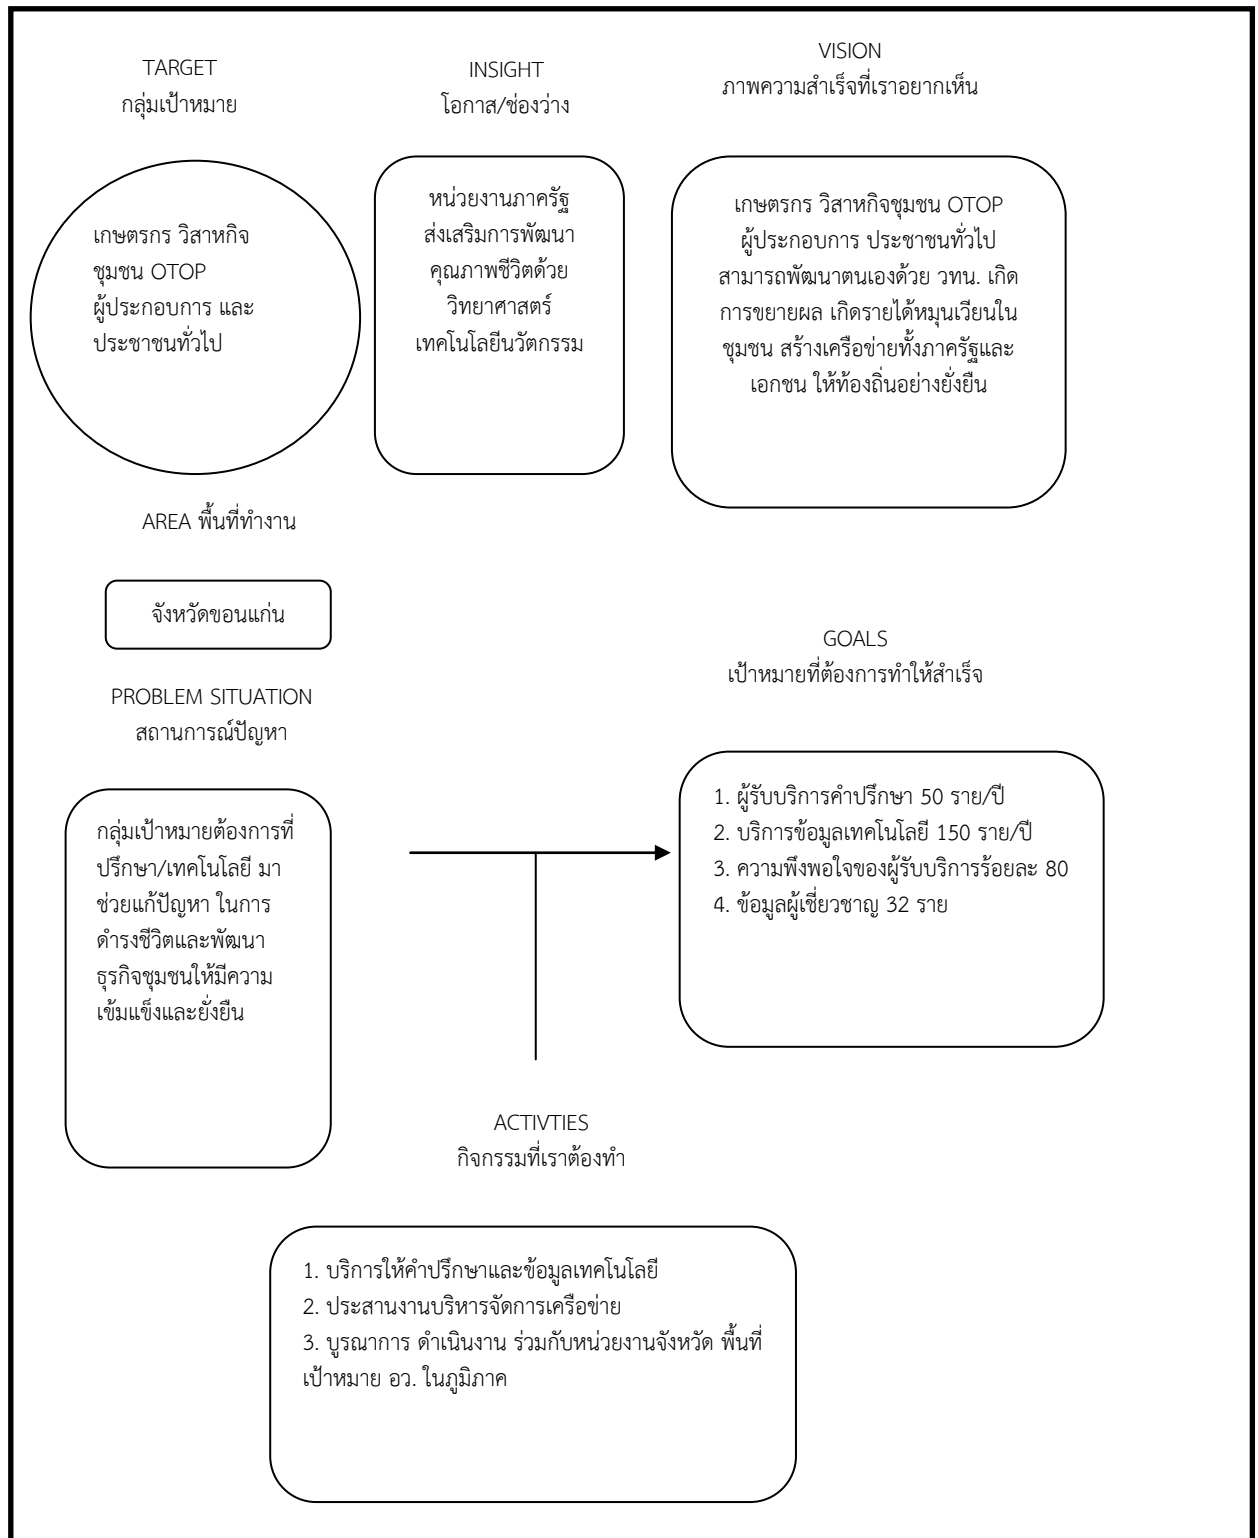 TARGET
กลุ่มเป้าหมาย
INSIGHT
โอกาส/ช่องว่าง
VISION
ภาพความสำเร็จที่เราอยากเห็น
เกษตรกร วิสาหกิจ
ชุมชน OTOP
ผู้ประกอบการ และ
ประชาชนทั่วไป
หน่วยงานภาครัฐ
ส่งเสริมการพัฒนา
คุณภาพชีวิตด้วย
วิทยาศาสตร์
เทคโนโลยีนวัตกรรม
เกษตรกร วิสาหกิจชุมชน OTOP
ผู้ประกอบการ ประชาชนทั่วไป
สามารถพัฒนาตนเองด้วย วทน. เกิด
การขยายผล เกิดรายได้หมุนเวียนใน
ชุมชน สร้างเครือข่ายทั้งภาครัฐและ
เอกชน ให้ท้องถิ่นอย่างยั่งยืน
AREA พื้นที่ทำงาน
จังหวัดขอนแก่น
PROBLEM SITUATION
สถานการณ์ปัญหา
กลุ่มเป้าหมายต้องการที่
ปรึกษา/เทคโนโลยี มา
ช่วยแก้ปัญหา ในการ
ดำรงชีวิตและพัฒนา
ธุรกิจชุมชนให้มีความ
เข้มแข็งและยั่งยืน
GOALS
เป้าหมายที่ต้องการทำให้สำเร็จ
1. ผู้รับบริการคำปรึกษา 50 ราย/ปี
2. บริการข้อมูลเทคโนโลยี 150 ราย/ปี
3. ความพึงพอใจของผู้รับบริการร้อยละ 80
4. ข้อมูลผู้เชี่ยวชาญ 32 ราย
ACTIVTIES
กิจกรรมที่เราต้องทำ
1. บริการให้คำปรึกษาและข้อมูลเทคโนโลยี
2. ประสานงานบริหารจัดการเครือข่าย
3. บูรณาการ ดำเนินงาน ร่วมกับหน่วยงานจังหวัด พื้นที่
เป้าหมาย อว. ในภูมิภาค